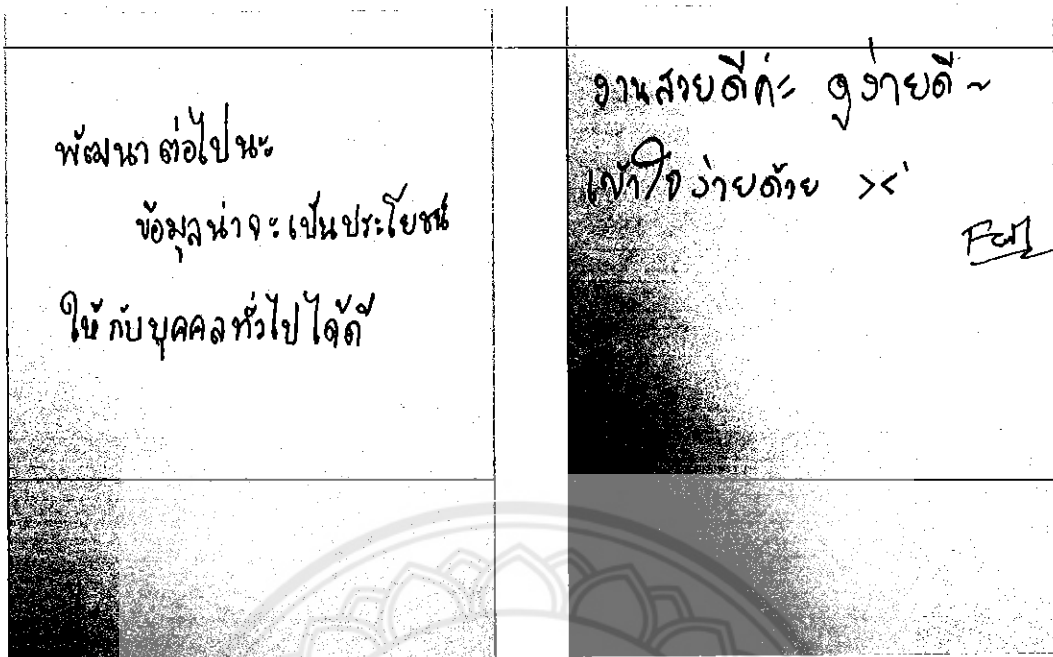 พัฒนาต่อไปนะ
ข้อมูลน่าจะเป็นประโยชน์
ให้กับบุคคลทั่วไปได้ดี
งานสวยดีค่ะ ดูง่ายดี ~
เข้าใจง่ายด้วย ><